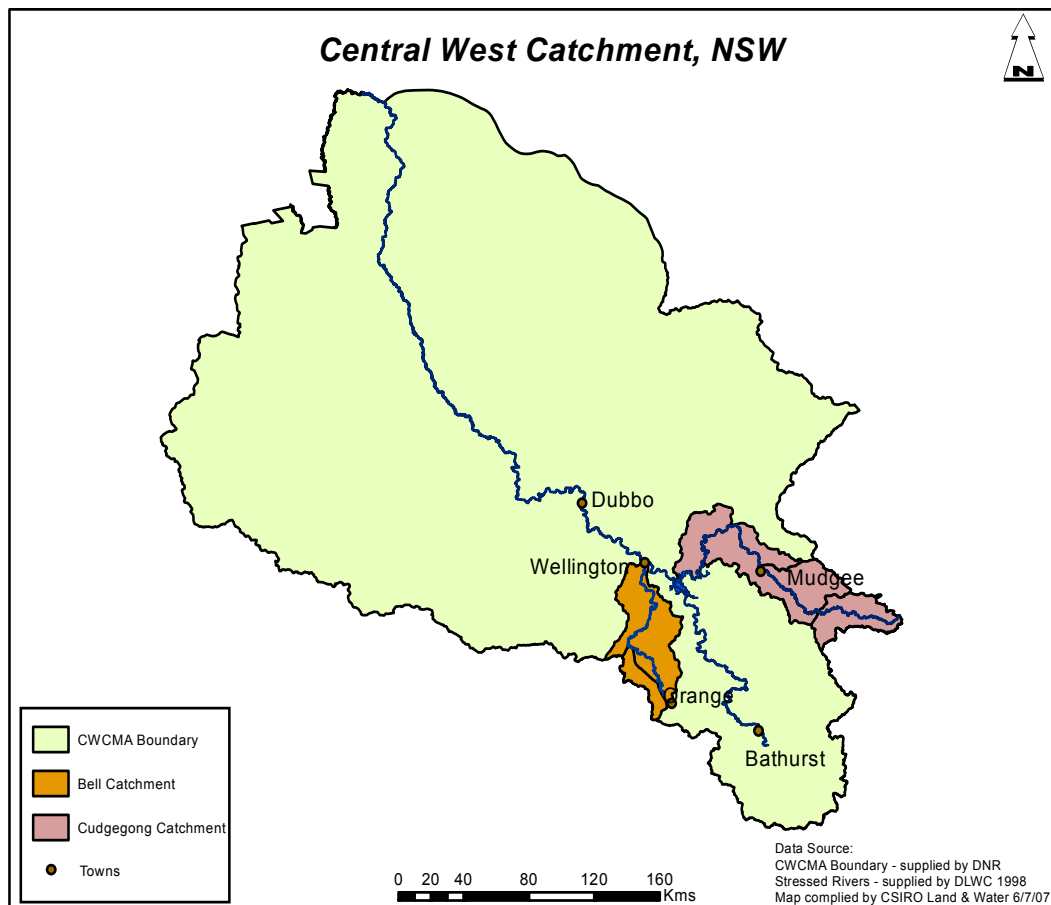 Central West Catchment, NSW
N
Dubbo
Wellington
Mudgee
Orange
Bathurst
CWCMA Boundary
Bell Catchment
Cudgegong Catchment
Towns
0 20 40 80 120 160
Kms
Data Source:
CWCMA Boundary - supplied by DNR
Stressed Rivers - supplied by DLWC 1998
Map complied by CSIRO Land & Water 6/7/07